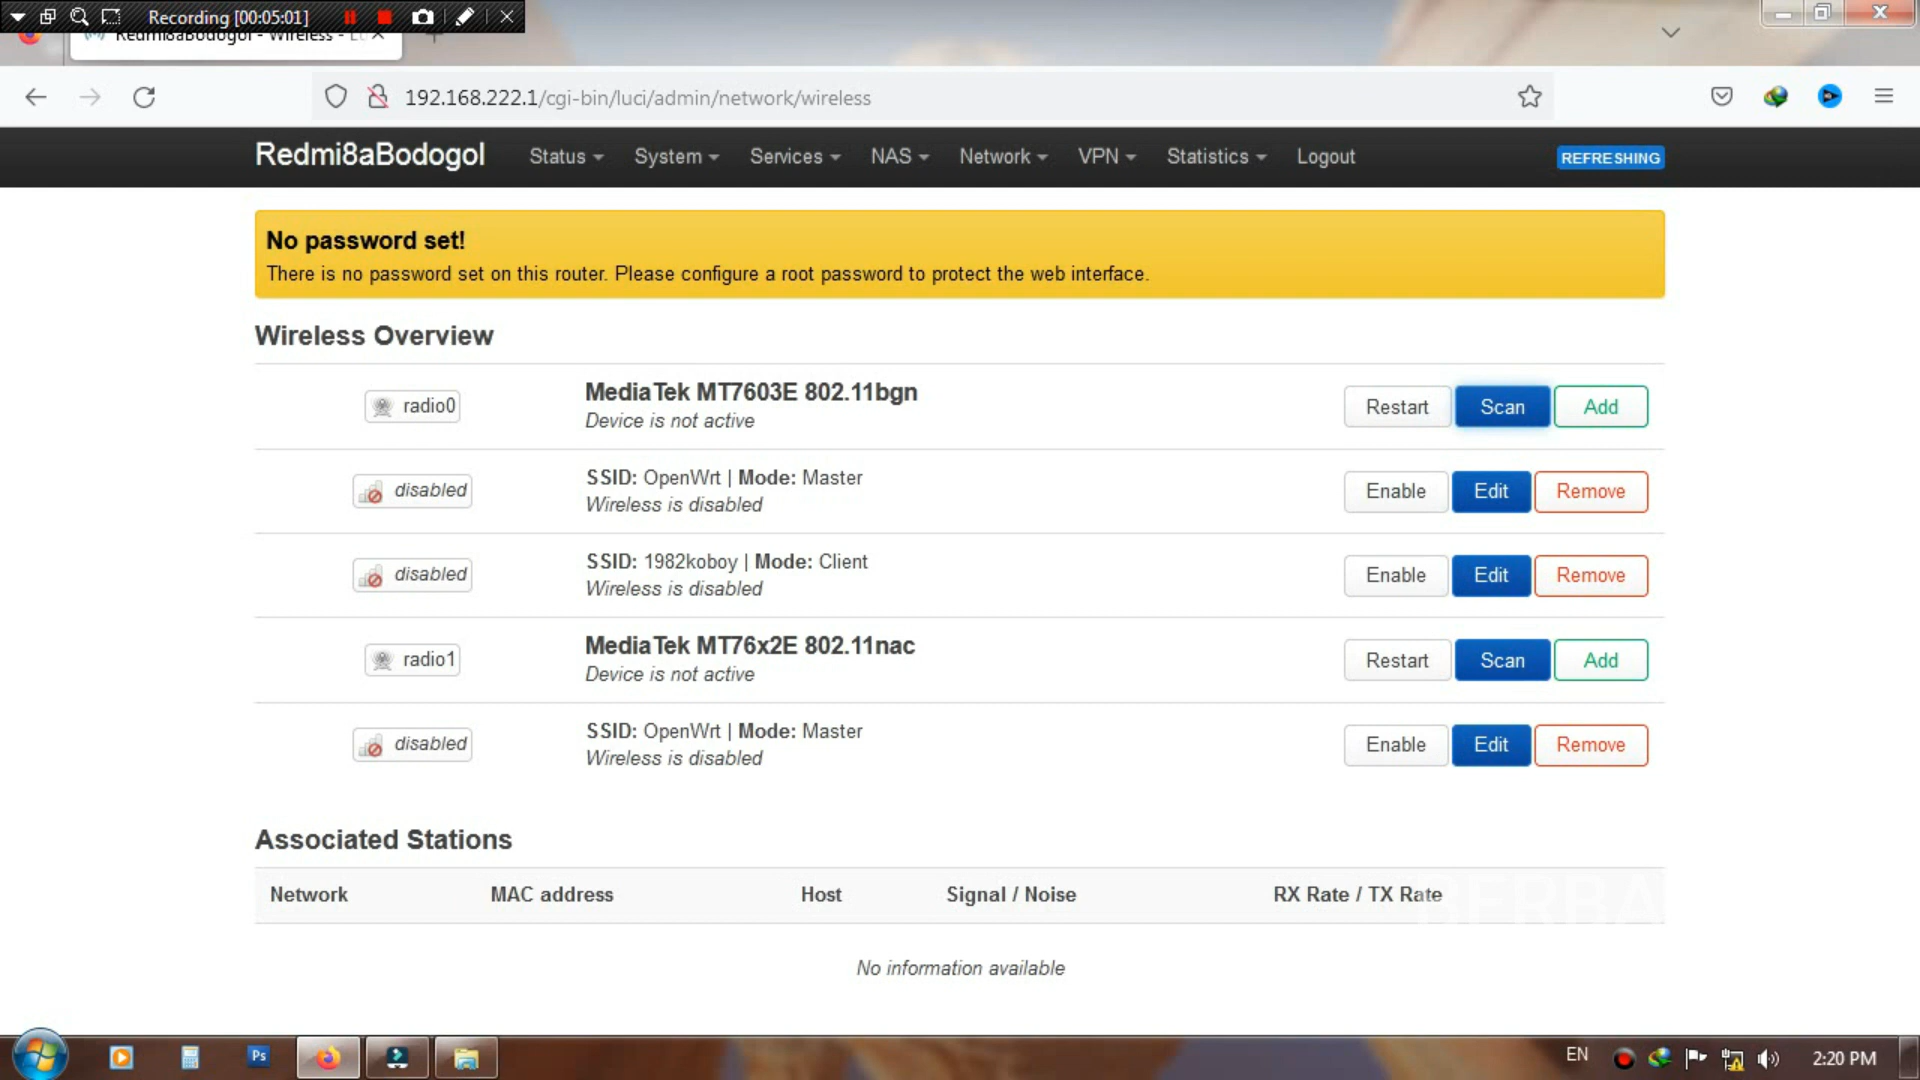 Recording [00:05:01]
Redmi8aBodogol - Wireless - L
192.168.222.1/cgi-bin/luci/admin/network/wireless
Redmi8aBodogol Status System Services NAS Network VPN Statistics Logout REFRESHING
No password set!
There is no password set on this router. Please configure a root password to protect the web interface.
Wireless Overview
radio0 MediaTek MT7603E 802.11bgn Restart Scan Add
Device is not active
disabled SSID: OpenWrt | Mode: Master Enable Edit Remove
Wireless is disabled
disabled SSID: 1982koboy | Mode: Client Enable Edit Remove
Wireless is disabled
radio1 MediaTek MT76x2E 802.11nac Restart Scan Add
Device is not active
disabled SSID: OpenWrt | Mode: Master Enable Edit Remove
Wireless is disabled
Associated Stations
Network MAC address Host Signal / Noise RX Rate / TX Rate
No information available
Ps EN 2:20 PM